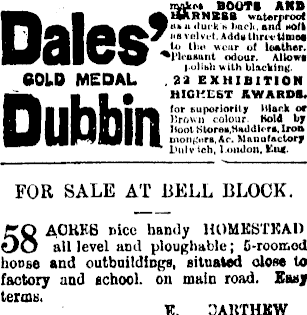 Dales'
GOLD MEDAL
Dubbin
makes BOOTS AND
HARNESS waterproof
as a duck's back, and soft
as velvet. Adds three times
to the wear of leather.
Pleasant odour. Allows
polish with blacking.
22 EXHIBITION
HIGHEST AWARDS.
for superiority Black or
Brown colour. Sold by
Boot Stores, Saddlers, Iron
mongers, &c. Manufactory
Dulwich, London, Eng.
FOR SALE AT BELL BLOCK.
58 ACRES nice handy HOMESTEAD
all level and ploughable; 5-roomed
house and outbuildings, situated close to
factory and school, on main road. Easy
terms.
E. CARTHEW